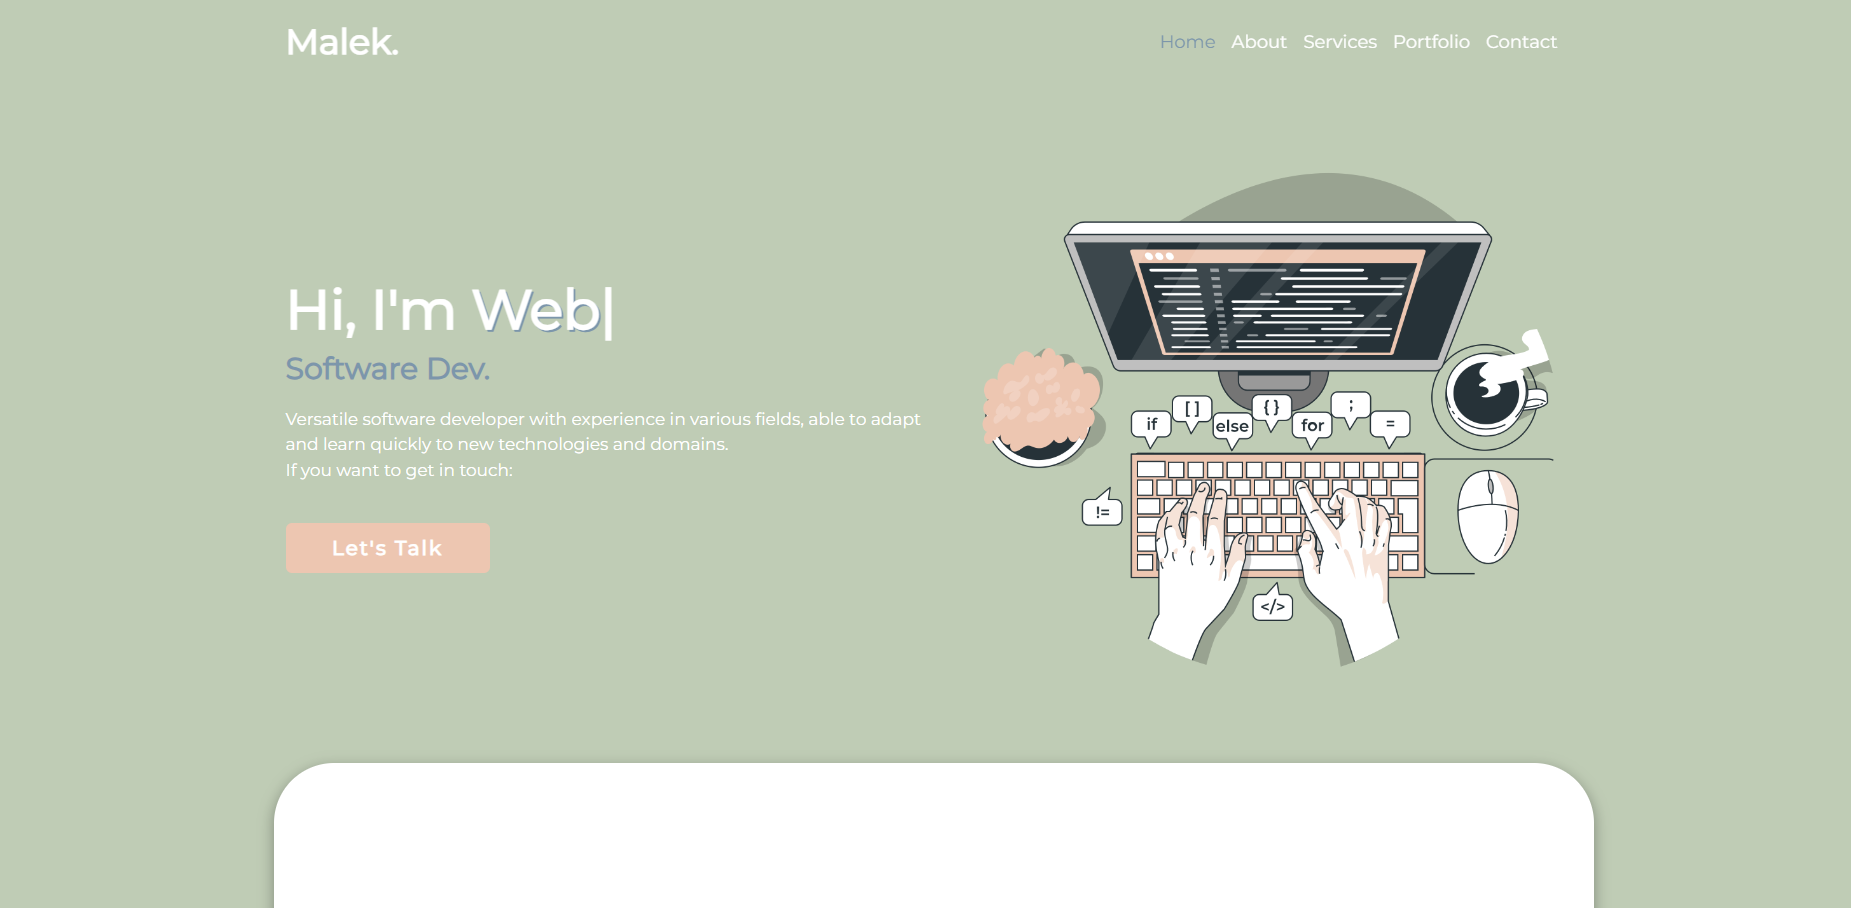 Malek.
Home About Services Portfolio Contact
Hi, I'm Web|
Software Dev.
Versatile software developer with experience in various fields, able to adapt
and learn quickly to new technologies and domains.
If you want to get in touch:
Let's Talk
if
[]
else
{}
for
;
=
!=
</>